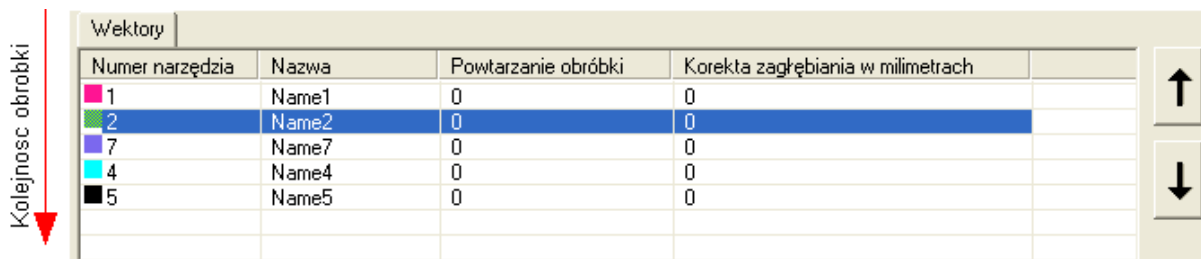 Wektory
Numer narzędzia Nazwa Powtarzanie obróbki Korekta zagłębiania w milimetrach
1 Name1 0 0
2 Name2 0 0
7 Name7 0 0
4 Name4 0 0
5 Name5 0 0
Kolejnosc obrobki